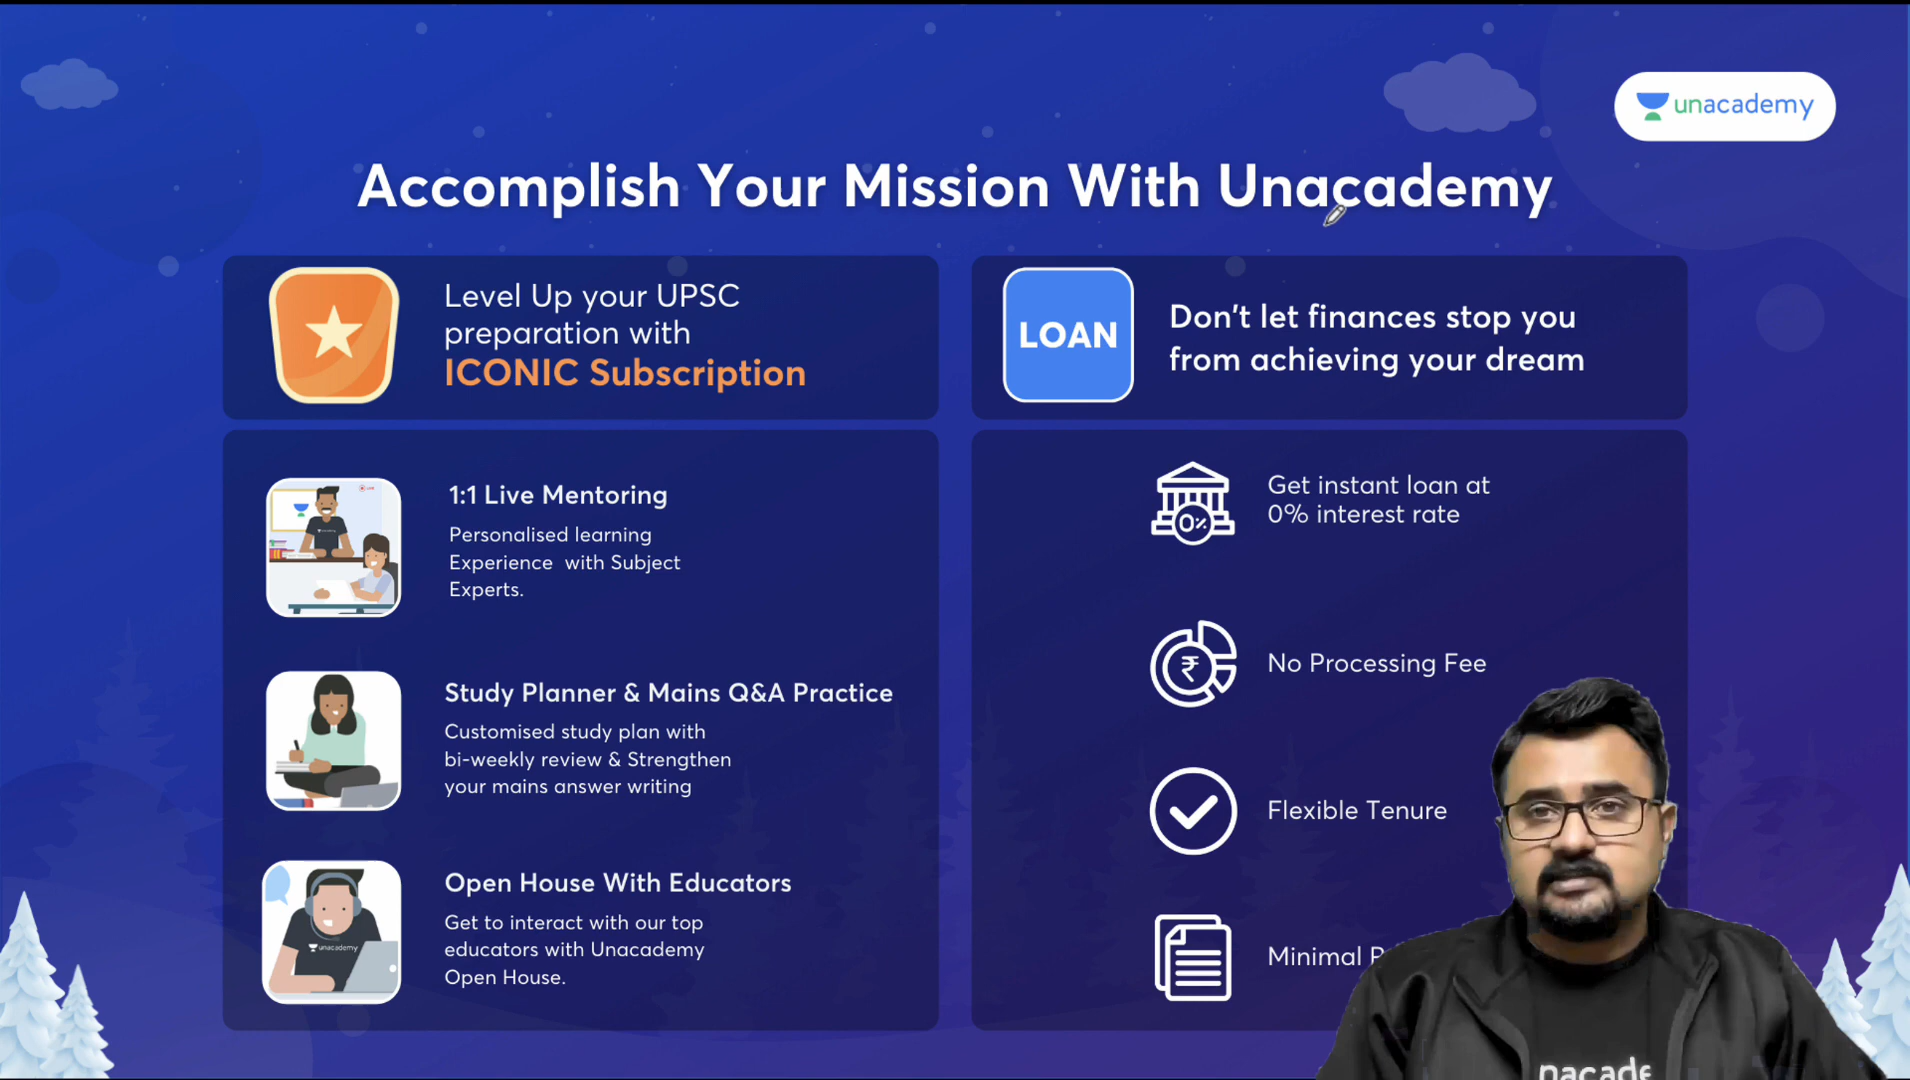 unacademy
Accomplish Your Mission With Unacademy
Level Up your UPSC
preparation with
ICONIC Subscription
1:1 Live Mentoring
Personalised learning
Experience with Subject
Experts.
Study Planner & Mains Q&A Practice
Customised study plan with
bi-weekly review & Strengthen
your mains answer writing
Open House With Educators
Get to interact with our top
educators with Unacademy
Open House.
unacademy
LOAN
Don't let finances stop you
from achieving your dream
0%
Get instant loan at
0% interest rate
₹
No Processing Fee
Flexible Tenure
Minimal